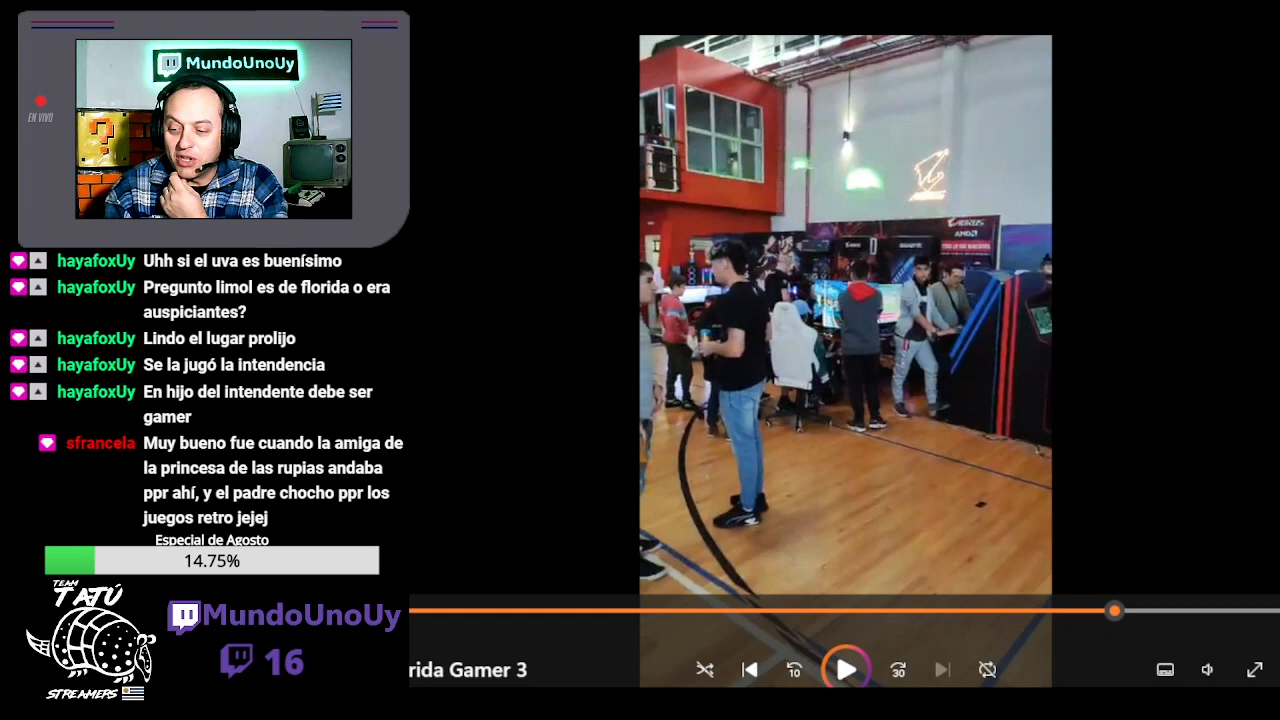 MundoUnoUy
EN VIVO
hayafoxUy Uhh si el uva es buenísimo
hayafoxUy Pregunto limol es de florida o era
auspiciantes?
hayafoxUy Lindo el lugar prolijo
hayafoxUy Se la jugó la intendencia
hayafoxUy En hijo del intendente debe ser
gamer
sfrancela Muy bueno fue cuando la amiga de
la princesa de las rupias andaba
ppr ahí, y el padre chocho ppr los
juegos retro jejej
Especial de Agosto
14.75%
TEAM
TATÚ
STREAMERS
MundoUnoUy
16
AORUS
AMD
GIGABYTE
rida Gamer 3
10
30